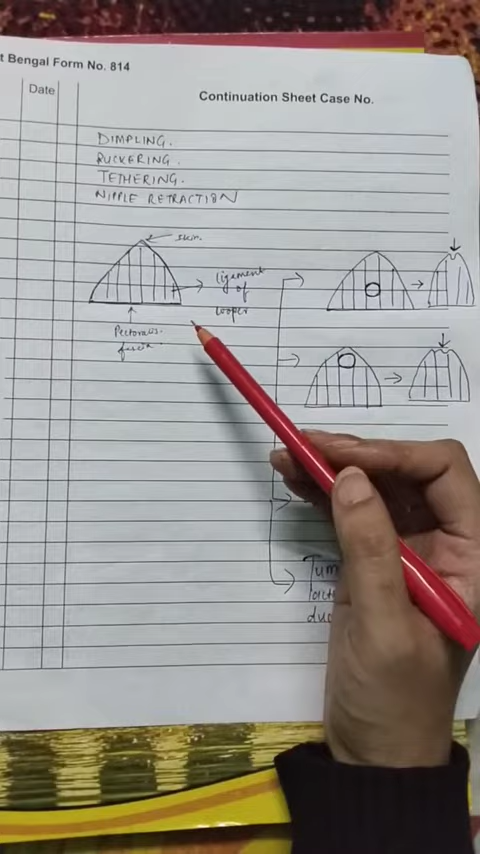 t Bengal Form No. 814
Date
Continuation Sheet Case No.
DIMPLING.
PUCKERING.
TETHERING.
NIPPLE RETRACTION
skin.
ligament
of
cooper
Pectoralis.
fascia.
Tum
lacti
duc